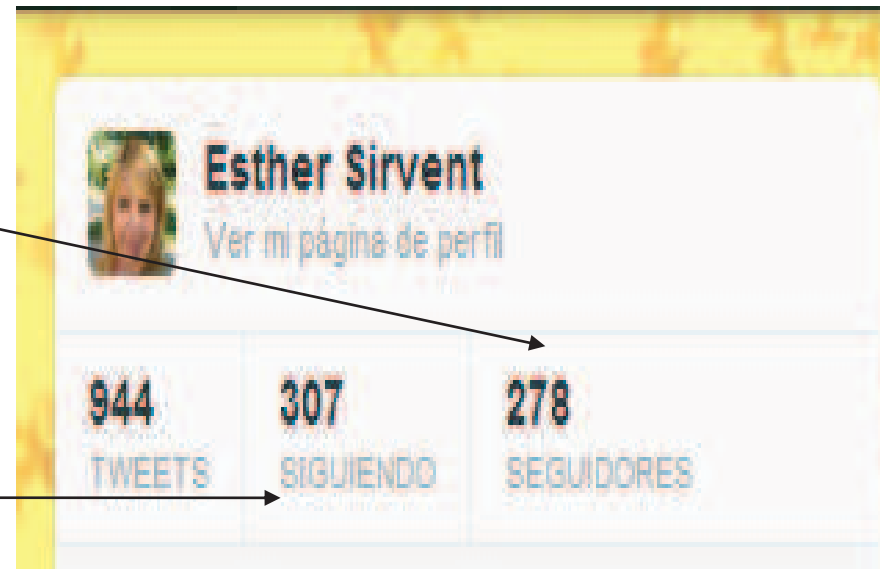 Esther Sirvent
Ver mi página de perfil
944 307 278
TWEETS SIGUIENDO SEGUIDORES